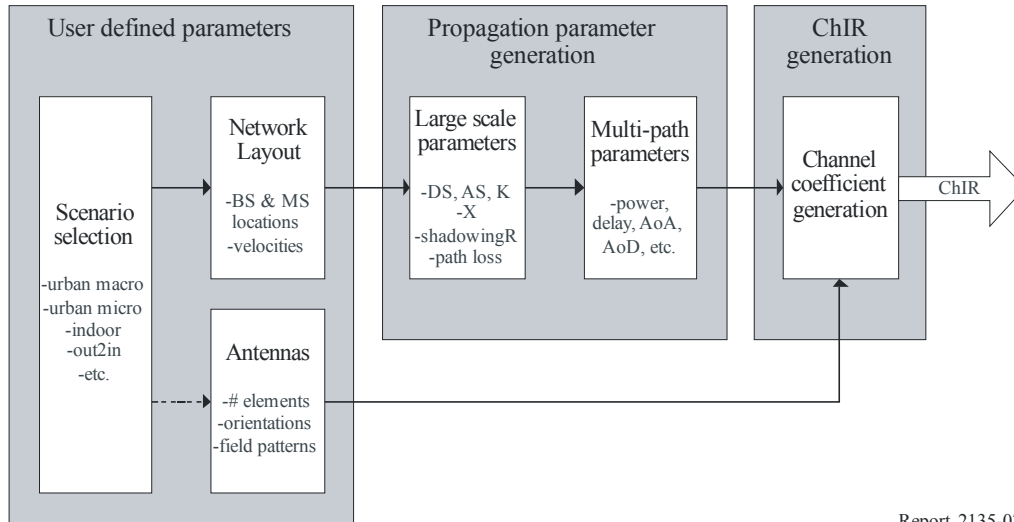 User defined parameters
Propagation parameter
generation
ChIR
generation
Scenario
selection
-urban macro
-urban micro
-indoor
-out2in
-etc.
Network
Layout
-BS & MS
locations
-velocities
Antennas
-# elements
-orientations
-field patterns
Large scale
parameters
-DS, AS, K
-X
-shadowingR
-path loss
Multi-path
parameters
-power,
delay, AoA,
AoD, etc.
Channel
coefficient
generation
ChIR